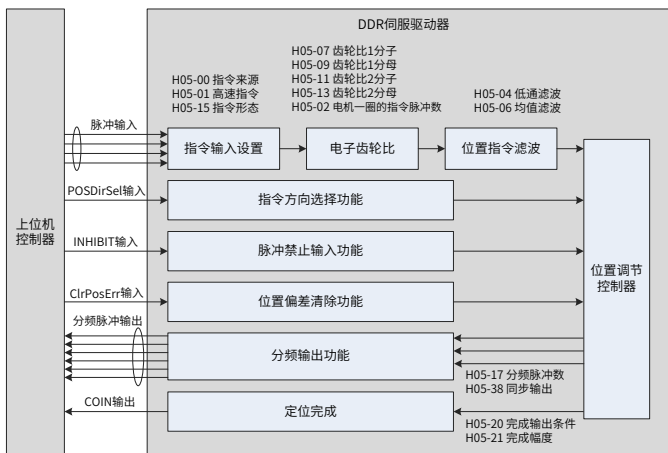 DDR伺服驱动器
H05-00 指令来源
H05-01 高速指令
H05-15 指令形态
H05-07 齿轮比1分子
H05-09 齿轮比1分母
H05-11 齿轮比2分子
H05-13 齿轮比2分母
H05-02 电机一圈的指令脉冲数
H05-04 低通滤波
H05-06 均值滤波
脉冲输入
指令输入设置
电子齿轮比
位置指令滤波
POSDirSel输入
指令方向选择功能
上位机
控制器
INHIBIT输入
脉冲禁止输入功能
位置调节
控制器
ClrPosErr输入
位置偏差清除功能
分频脉冲输出
分频输出功能
H05-17 分频脉冲数
H05-38 同步输出
COIN输出
定位完成
H05-20 完成输出条件
H05-21 完成幅度